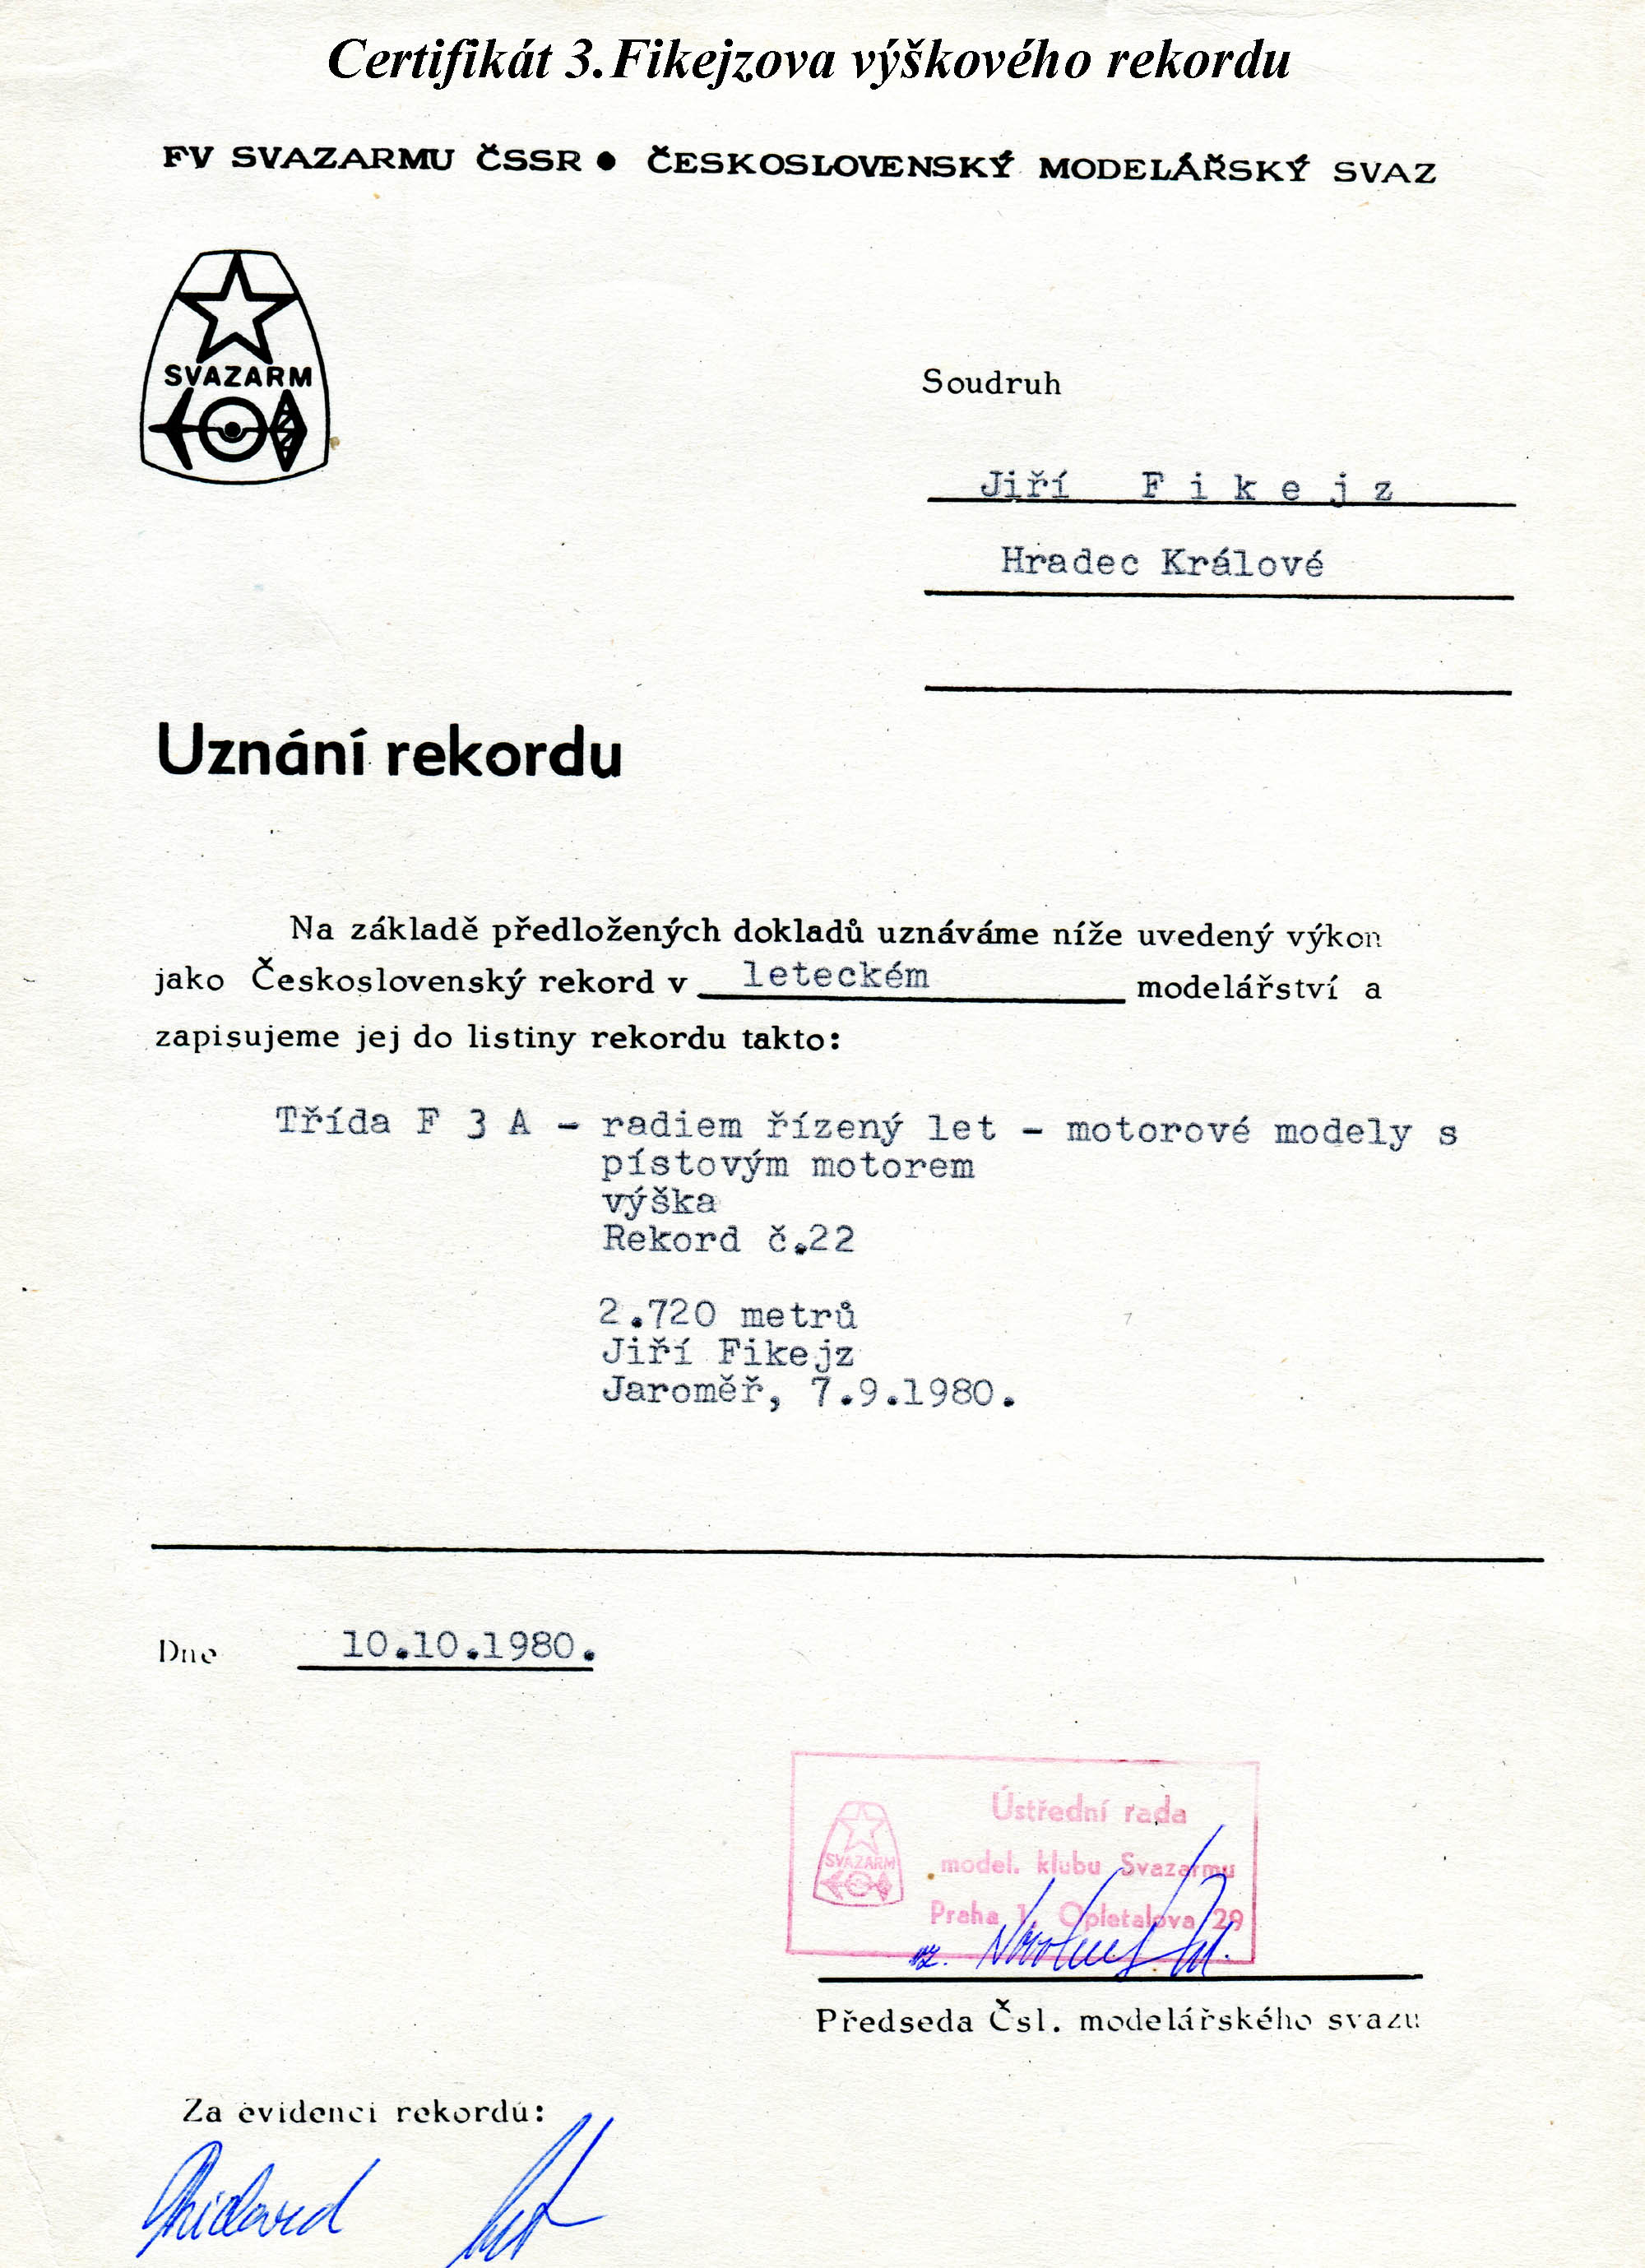 Certifikát 3.Fikejzova výškového rekordu
FV SVAZARMU ČSSR ● ČESKOSLOVENSKÝ MODELÁŘSKÝ SVAZ
SVAZARM
Soudruh
Jiří F i k e j z
Hradec Králové
Uznání rekordu
Na základě předložených dokladů uznáváme níže uvedený výkon
jako Československý rekord v leteckém modelářství a
zapisujeme jej do listiny rekordu takto:
Třída F 3 A - radiem řízený let - motorové modely s
pístovým motorem
výška
Rekord č.22
2.720 metrů
Jiří Fikejz
Jaroměř, 7.9.1980.
Dne 10.10.1980.
Ústřední rada
SVAZARM
model. klubu Svazarmu
Praha 1, Opletalova 29
vz.
Předseda Čsl. modelářského svazu
Za evidenci rekordů: